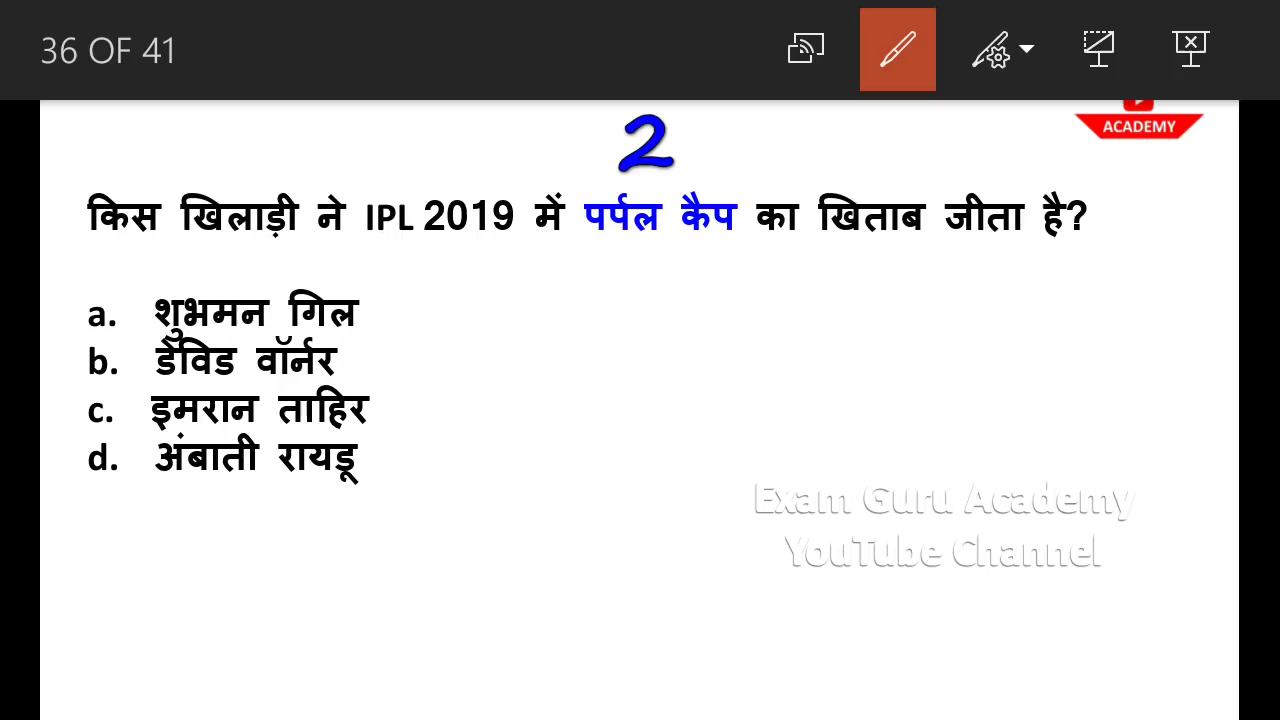 36 OF 41
ACADEMY
2
किस खिलाड़ी ने IPL 2019 में पर्पल कैप का खिताब जीता है?
a. शुभमन गिल
b. डेविड वॉर्नर
c. इमरान ताहिर
d. अंबाती रायडू
Exam Guru Academy
YouTube Channel